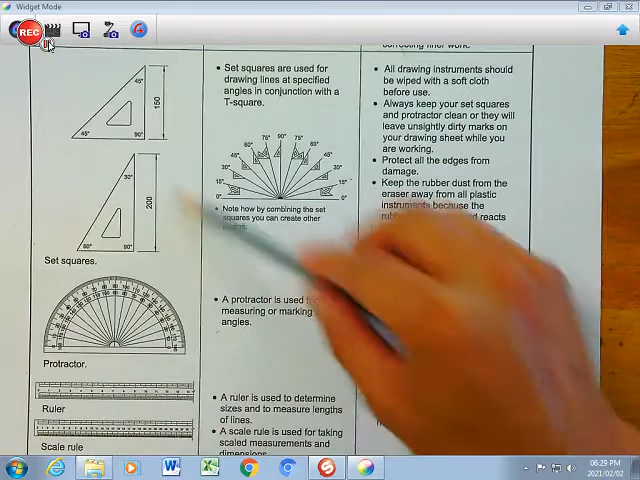 Widget Mode
REC
correcting liner work.
45°
150
45°
90°
30°
200
60°
90°
Set squares.
Protractor.
Ruler
Scale rule
• Set squares are used for
drawing lines at specified
angles in conjunction with a
T-square.
90°
75°
75°
60°
60°
45°
45°
30°
30°
15°
15°
0°
0°
• Note how by combining the set
squares you can create other
• A protractor is used for
measuring or marking
angles.
• A ruler is used to determine
sizes and to measure lengths
of lines.
• A scale rule is used for taking
scaled measurements and
dimensions.
• All drawing instruments should
be wiped with a soft cloth
before use.
• Always keep your set squares
and protractor clean or they will
leave unsightly dirty marks on
your drawing sheet while you
are working.
• Protect all the edges from
damage.
• Keep the rubber dust from the
eraser away from all plastic
instruments because the
reacts
06:29 PM
2021/02/02